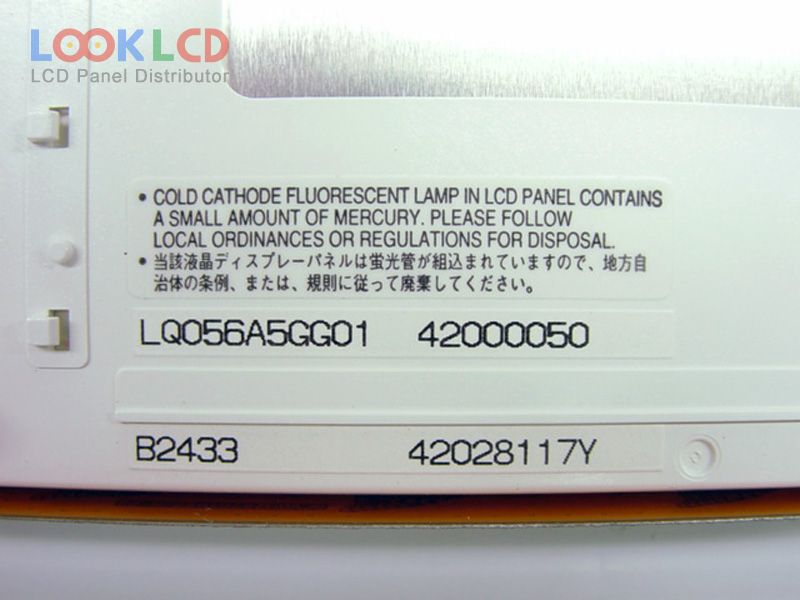 LOOKLCD
LCD Panel Distributor
• COLD CATHODE FLUORESCENT LAMP IN LCD PANEL CONTAINS
A SMALL AMOUNT OF MERCURY. PLEASE FOLLOW
LOCAL ORDINANCES OR REGULATIONS FOR DISPOSAL.
• 当該液晶ディスプレーパネルは蛍光管が組込まれていますので、地方自
治体の条例、または、規則に従って廃棄してください。
LQ056A5GG01 42000050
B2433 42028117Y